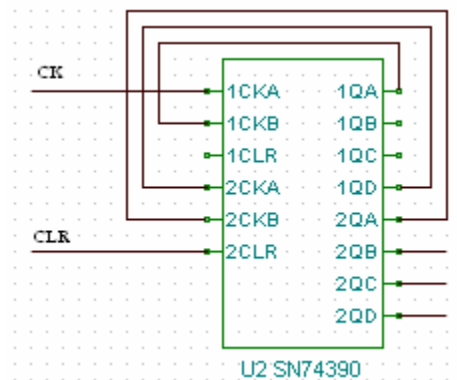 CK
1CKA 1QA
1CKB 1QB
1CLR 1QC
2CKA 1QD
2CKB 2QA
CLR
2CLR 2QB
2QC
2QD
U2 SN74390